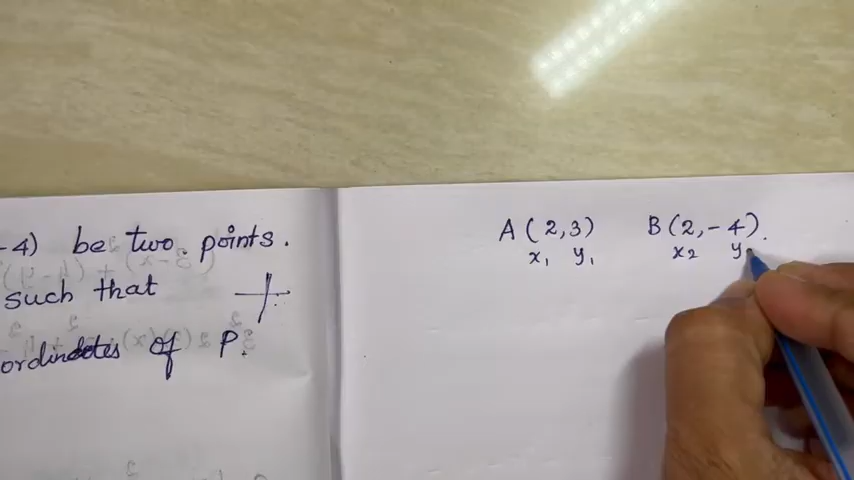 -4) be two points.
such that
ordinates of P.
A (2,3) B(2,-4).
x₁ y₁ x₂ y